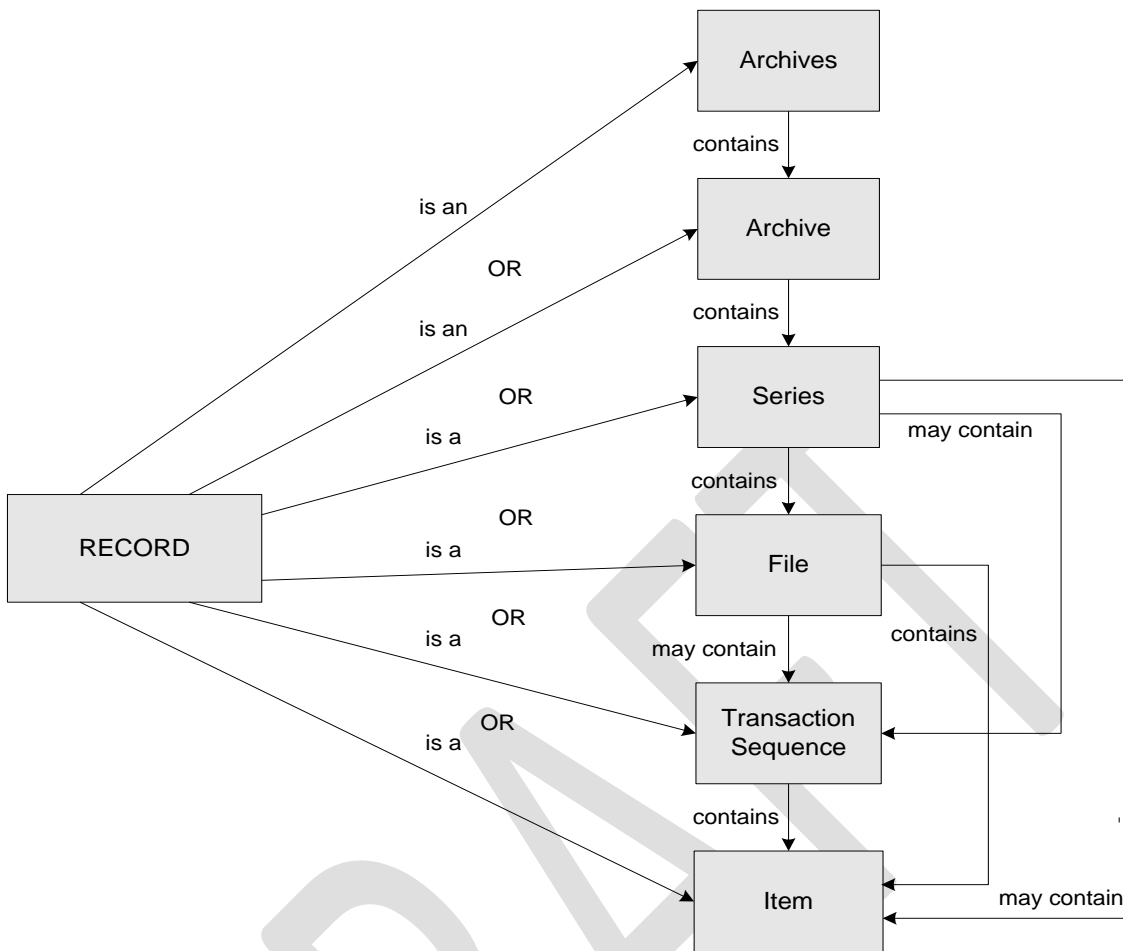 Archives
contains
is an
Archive
OR
contains
is an
Series
OR
may contain
is a
contains
OR
RECORD
is a
File
OR
contains
is a
may contain
Transaction
Sequence
OR
is a
contains
Item
may contain
DRAFT